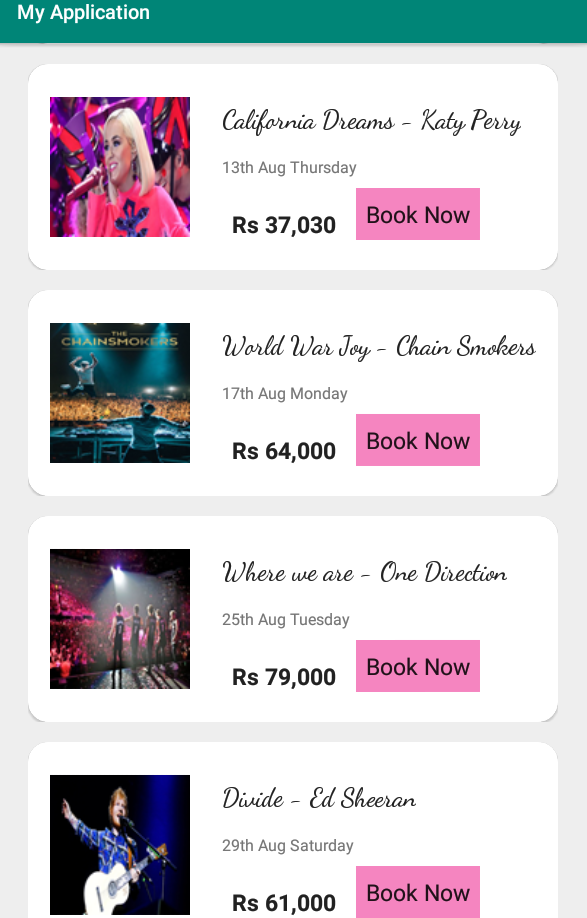 My Application
California Dreams - Katy Perry
13th Aug Thursday
Rs 37,030
Book Now
THE
CHAINSMOKERS
World War Joy - Chain Smokers
17th Aug Monday
Rs 64,000
Book Now
Where we are - One Direction
25th Aug Tuesday
Rs 79,000
Book Now
Divide - Ed Sheeran
29th Aug Saturday
Rs 61,000
Book Now